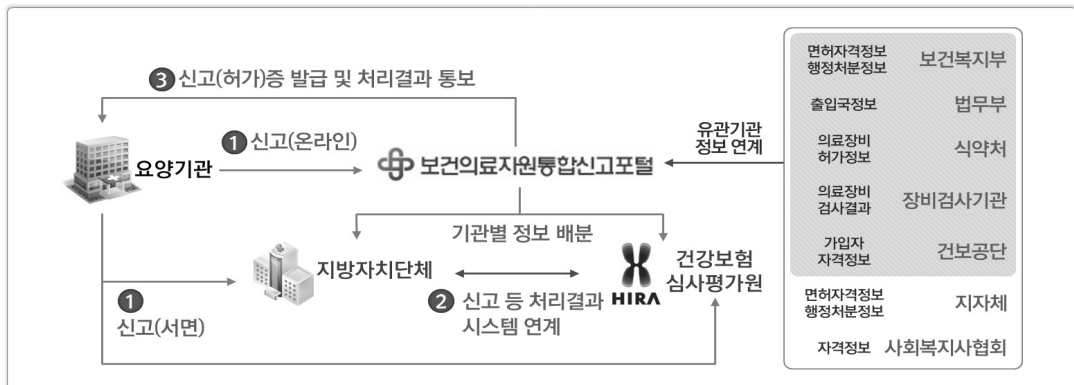 ③ 신고(허가)증 발급 및 처리결과 통보
요양기관
① 신고(온라인)
보건의료자원통합신고포털
유관기관
정보 연계
기관별 정보 배분
지방자치단체
HIRA
건강보험
심사평가원
② 신고 등 처리결과
시스템 연계
①
신고(서면)
면허자격정보
행정처분정보
보건복지부
출입국정보
법무부
의료장비
허가정보
식약처
의료장비
검사결과
장비검사기관
가입자
자격정보
건보공단
면허자격정보
행정처분정보
지자체
자격정보
사회복지사협회